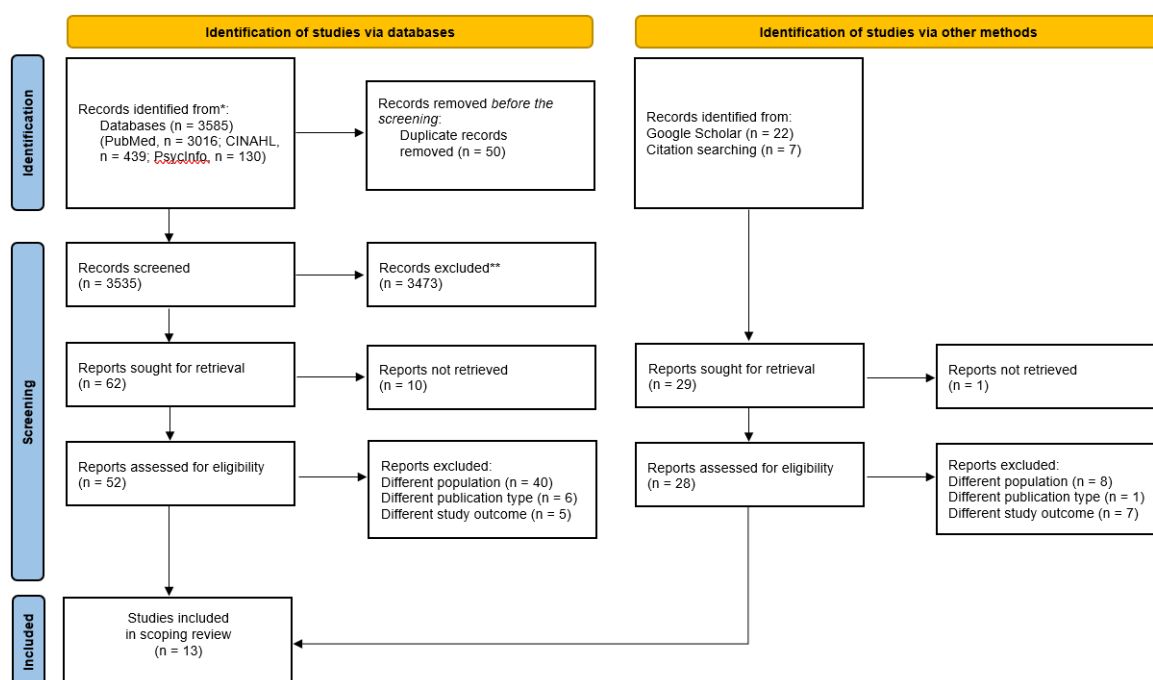 Identification of studies via databases
Identification of studies via other methods
Identification
Records identified from*:
Databases (n = 3585)
(PubMed, n = 3016; CINAHL,
n = 439; PsycInfo, n = 130)
Records removed before the
screening:
Duplicate records
removed (n = 50)
Records identified from:
Google Scholar (n = 22)
Citation searching (n = 7)
Screening
Records screened
(n = 3535)
Records excluded**
(n = 3473)
Reports sought for retrieval
(n = 62)
Reports not retrieved
(n = 10)
Reports sought for retrieval
(n = 29)
Reports not retrieved
(n = 1)
Reports assessed for eligibility
(n = 52)
Reports excluded:
Different population (n = 40)
Different publication type (n = 6)
Different study outcome (n = 5)
Reports assessed for eligibility
(n = 28)
Reports excluded:
Different population (n = 8)
Different publication type (n = 1)
Different study outcome (n = 7)
Included
Studies included
in scoping review
(n = 13)